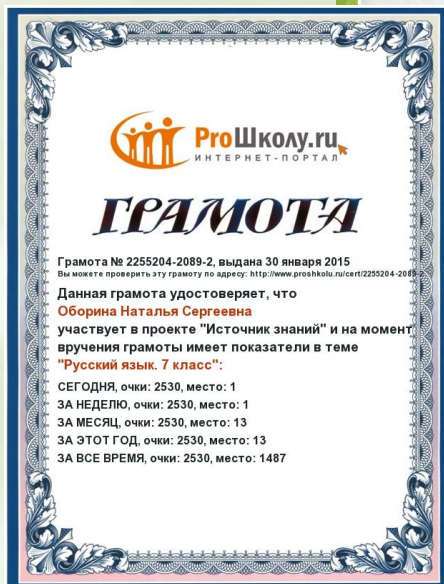 ProШколу.ru
ИНТЕРНЕТ-ПОРТАЛ
ГРАМОТА
Грамота № 2255204-2089-2, выдана 30 января 2015
Вы можете проверить эту грамоту по адресу: http://www.proshkolu.ru/cert/2255204-2089-2
Данная грамота удостоверяет, что
Оборина Наталья Сергеевна
участвует в проекте "Источник знаний" и на момент
вручения грамоты имеет показатели в теме
"Русский язык. 7 класс":
СЕГОДНЯ, очки: 2530, место: 1
ЗА НЕДЕЛЮ, очки: 2530, место: 1
ЗА МЕСЯЦ, очки: 2530, место: 13
ЗА ЭТОТ ГОД, очки: 2530, место: 13
ЗА ВСЕ ВРЕМЯ, очки: 2530, место: 1487